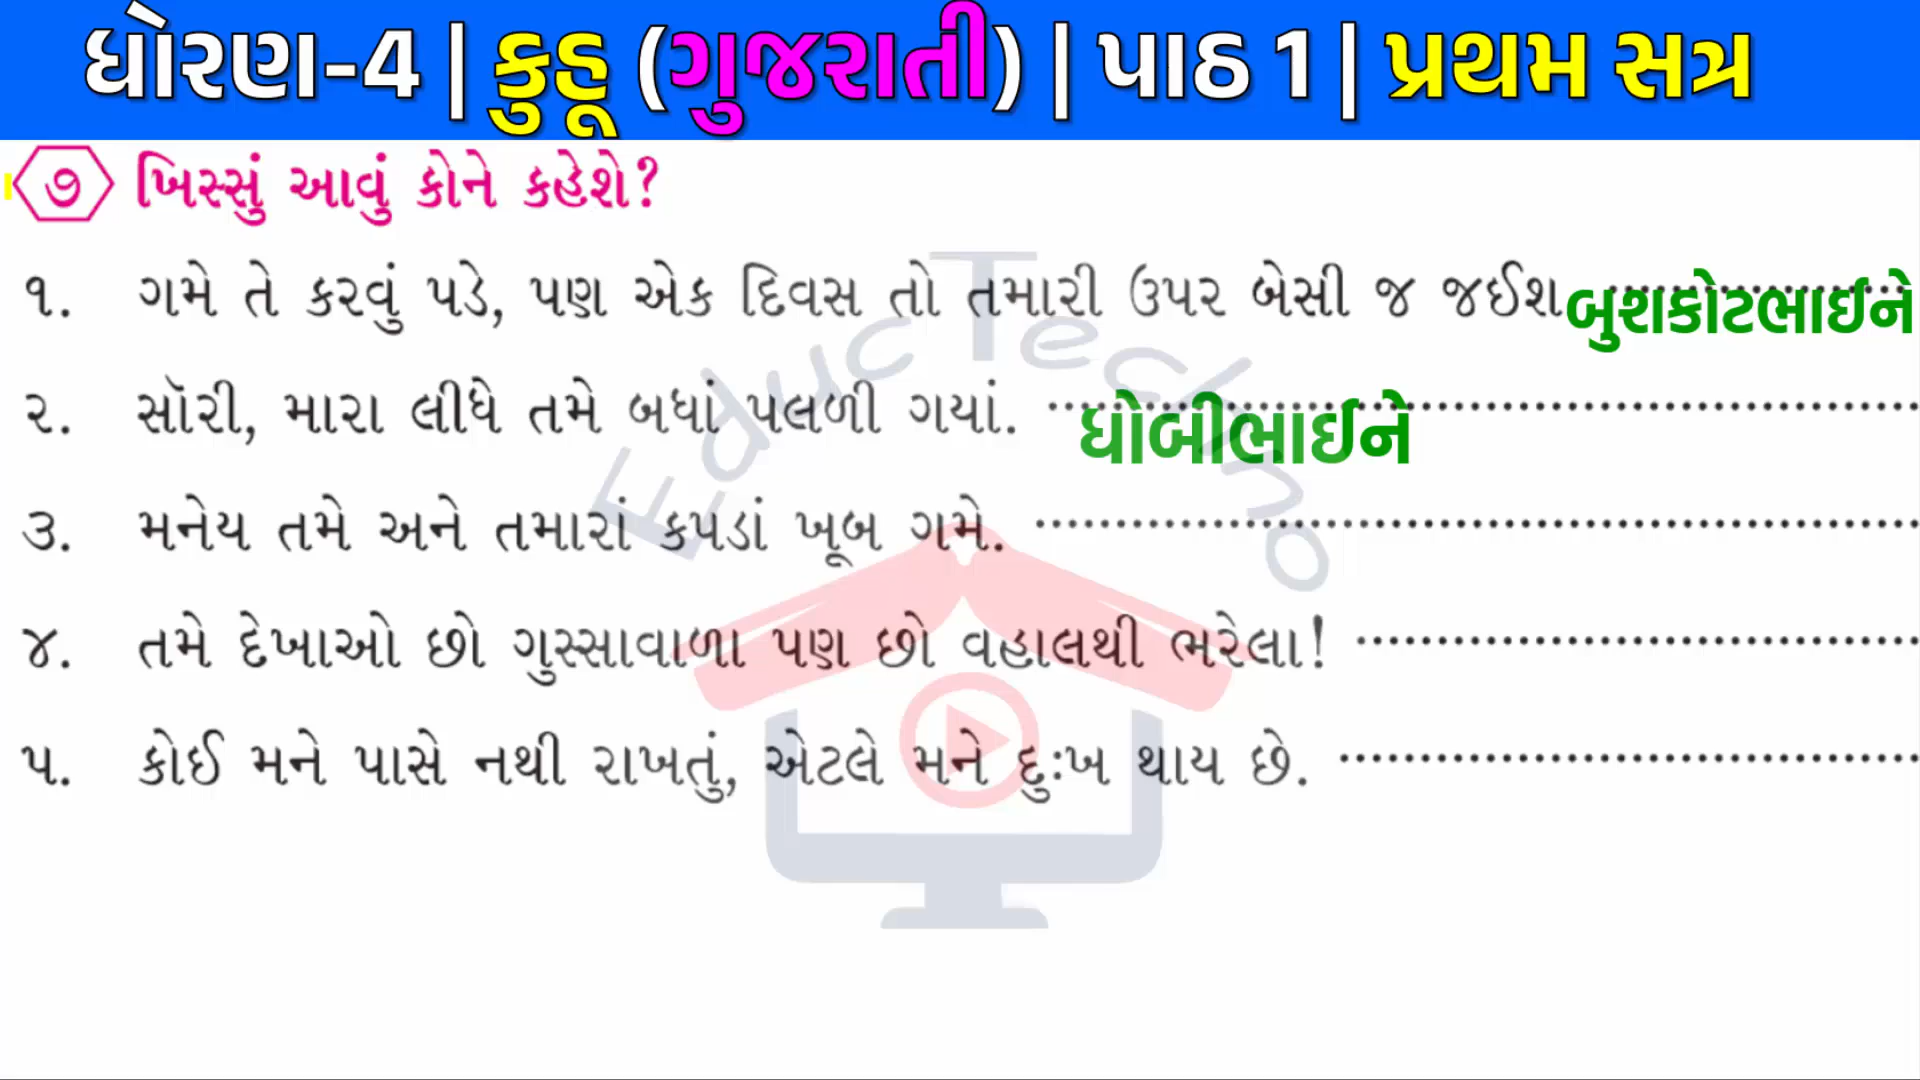 ધોરણ-4 | કુહૂ (ગુજરાતી) | પાઠ 1 | પ્રથમ સત્ર
૭ ખિસ્સું આવું કોને કહેશે?
૧. ગમે તે કરવું પડે, પણ એક દિવસ તો તમારી ઉપર બેસી જ જઈશ બુશકોટભાઈને
૨. સૉરી, મારા લીધે તમે બધાં પલળી ગયાં. ધોબીભાઈને
૩. મનેય તમે અને તમારાં કપડાં ખૂબ ગમે.
૪. તમે દેખાઓ છો ગુસ્સાવાળા પણ છો વહાલથી ભરેલા!
૫. કોઈ મને પાસે નથી રાખતું, એટલે મને દુઃખ થાય છે.
EducTechno